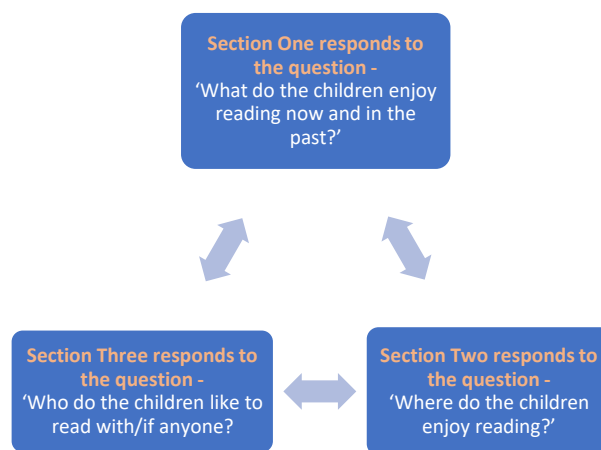 Section One responds to
the question -
‘What do the children enjoy
reading now and in the
past?’
Section Three responds to
the question -
‘Who do the children like to
read with/if anyone?
Section Two responds to
the question -
‘Where do the children
enjoy reading?’